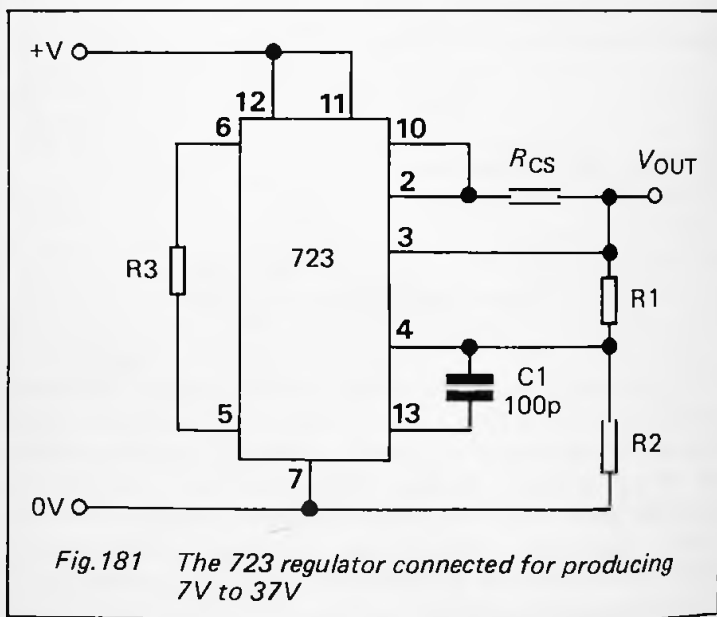 +V
12
11
6
10
R_CS
V_OUT
2
3
R3
723
R1
4
C1
100p
5
13
R2
7
0V
Fig.181 The 723 regulator connected for producing
7V to 37V